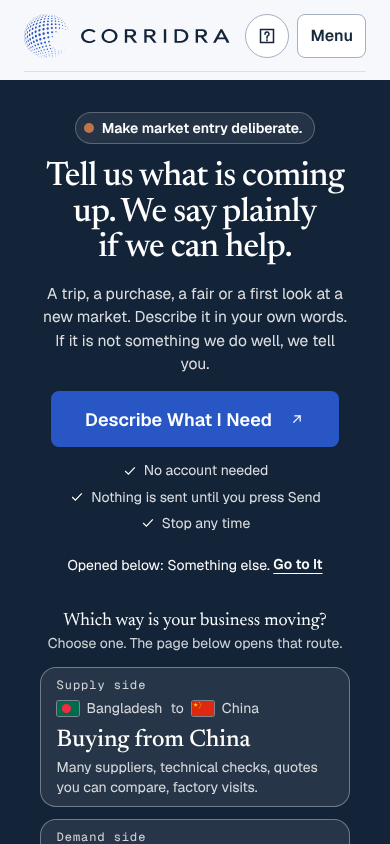 CORRIDRA
Menu
Make market entry deliberate.
Tell us what is coming
up. We say plainly
if we can help.
A trip, a purchase, a fair or a first look at a
new market. Describe it in your own words.
If it is not something we do well, we tell
you.
Describe What I Need
No account needed
Nothing is sent until you press Send
Stop any time
Opened below: Something else. Go to It
Which way is your business moving?
Choose one. The page below opens that route.
Supply side
Bangladesh to China
Buying from China
Many suppliers, technical checks, quotes
you can compare, factory visits.
Demand side